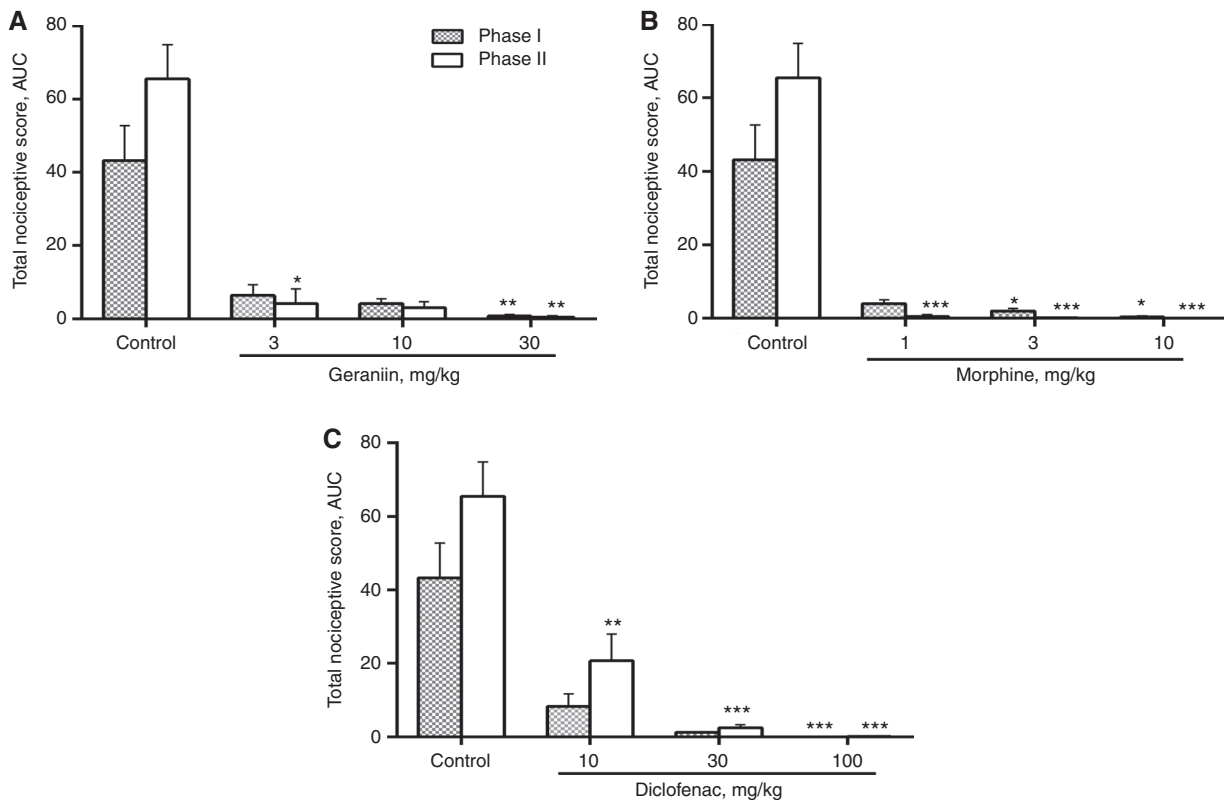 A
Total nociceptive score, AUC
80
60
40
20
0
Phase I
Phase II
*
** **
Control 3 10 30
Geraniin, mg/kg
B
Total nociceptive score, AUC
80
60
40
20
0
*** * *** * ***
Control 1 3 10
Morphine, mg/kg
C
Total nociceptive score, AUC
80
60
40
20
0
**
***
*** ***
Control 10 30 100
Diclofenac, mg/kg